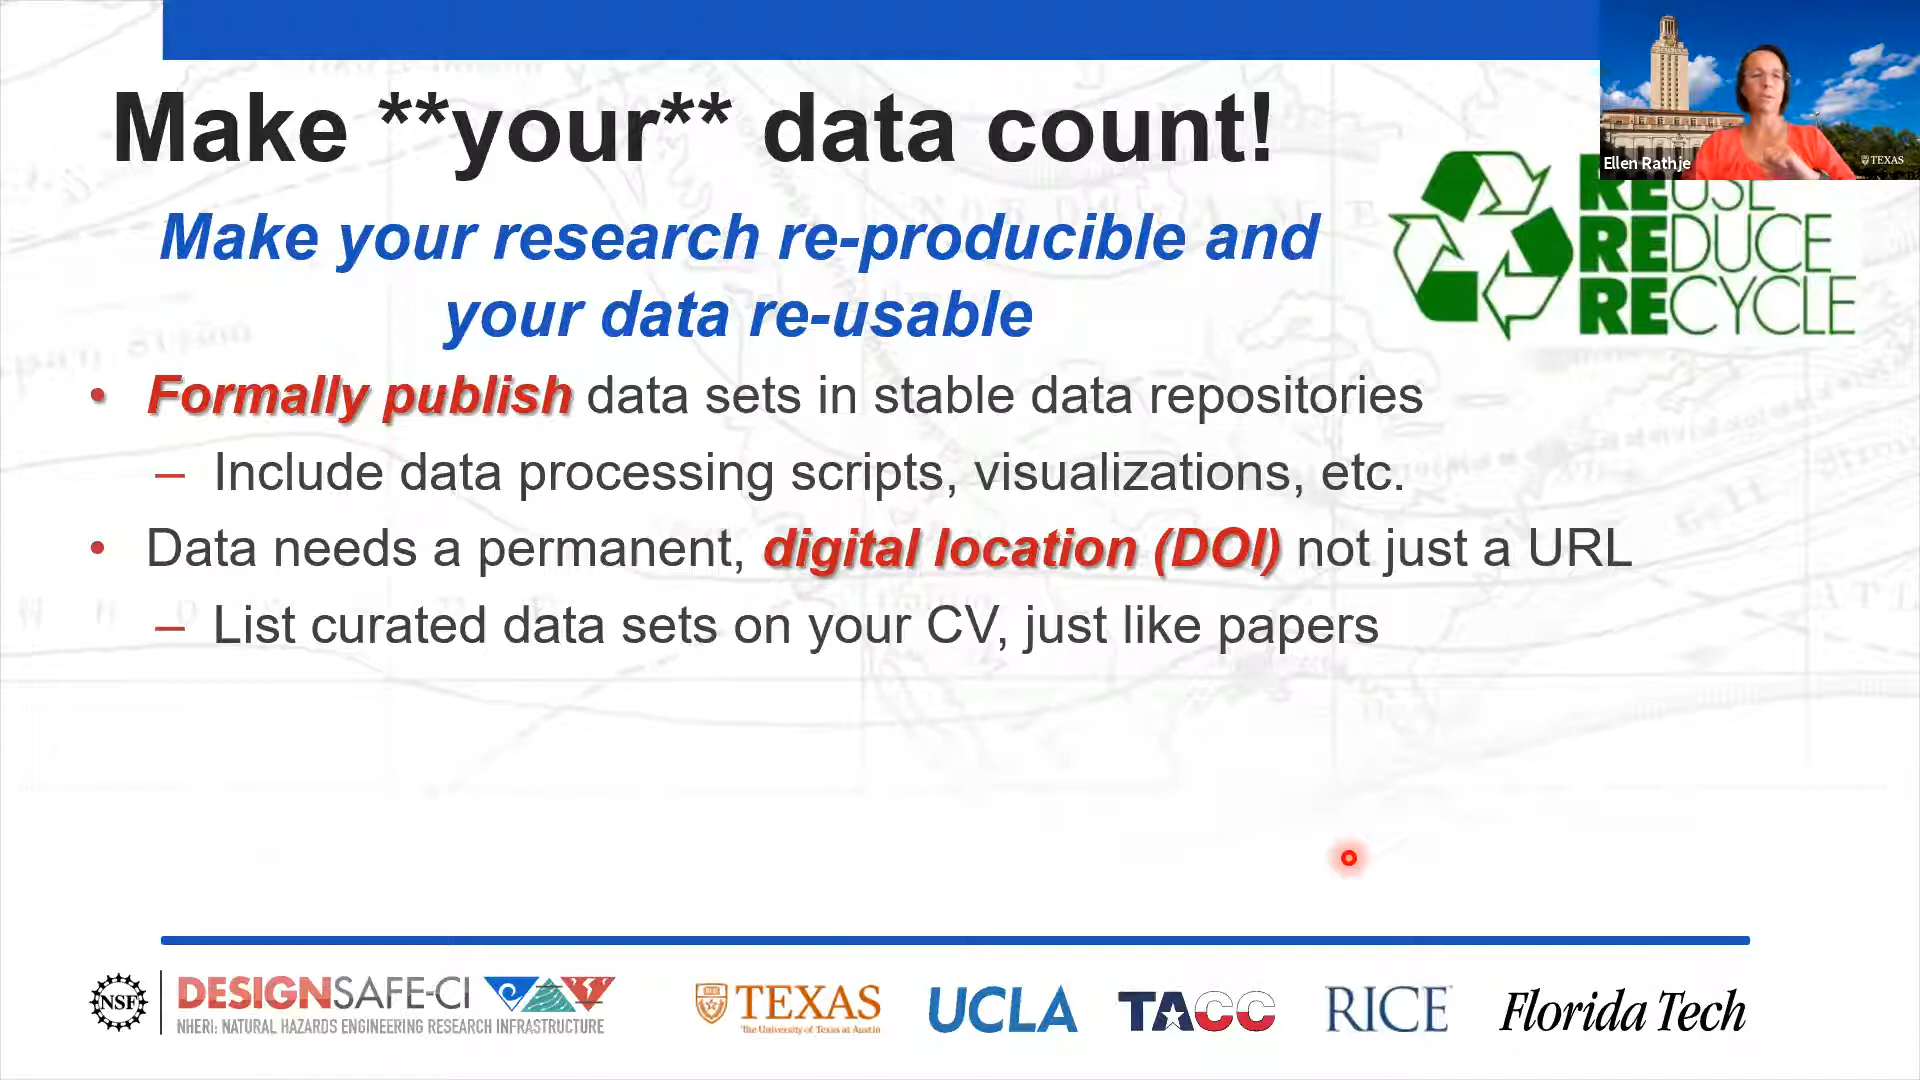 Make **your** data count!
Ellen Rathje
TEXAS
Make your research re-producible and
your data re-usable
REUSE
REDUCE
RECYCLE
• Formally publish data sets in stable data repositories
– Include data processing scripts, visualizations, etc.
• Data needs a permanent, digital location (DOI) not just a URL
– List curated data sets on your CV, just like papers
NSF
DESIGNSAFE-CI
NHERI: NATURAL HAZARDS ENGINEERING RESEARCH INFRASTRUCTURE
TEXAS
The University of Texas at Austin
UCLA
TACC
RICE
Florida Tech